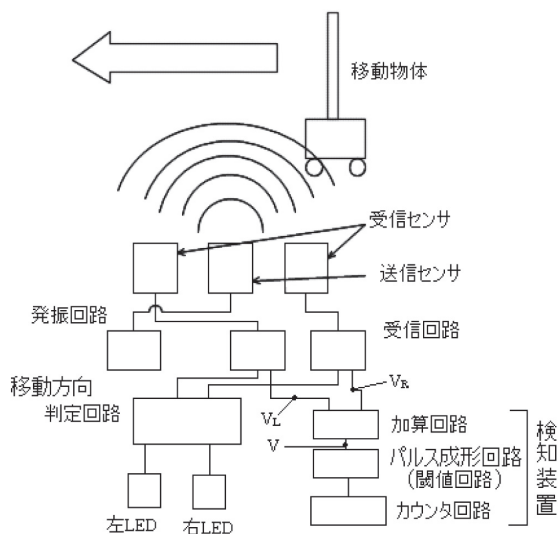 移動物体
受信センサ
送信センサ
発振回路
受信回路
移動方向
判定回路
VR
VL
加算回路
V
パルス成形回路
(閾値回路)
カウンタ回路
検知装置
左LED
右LED